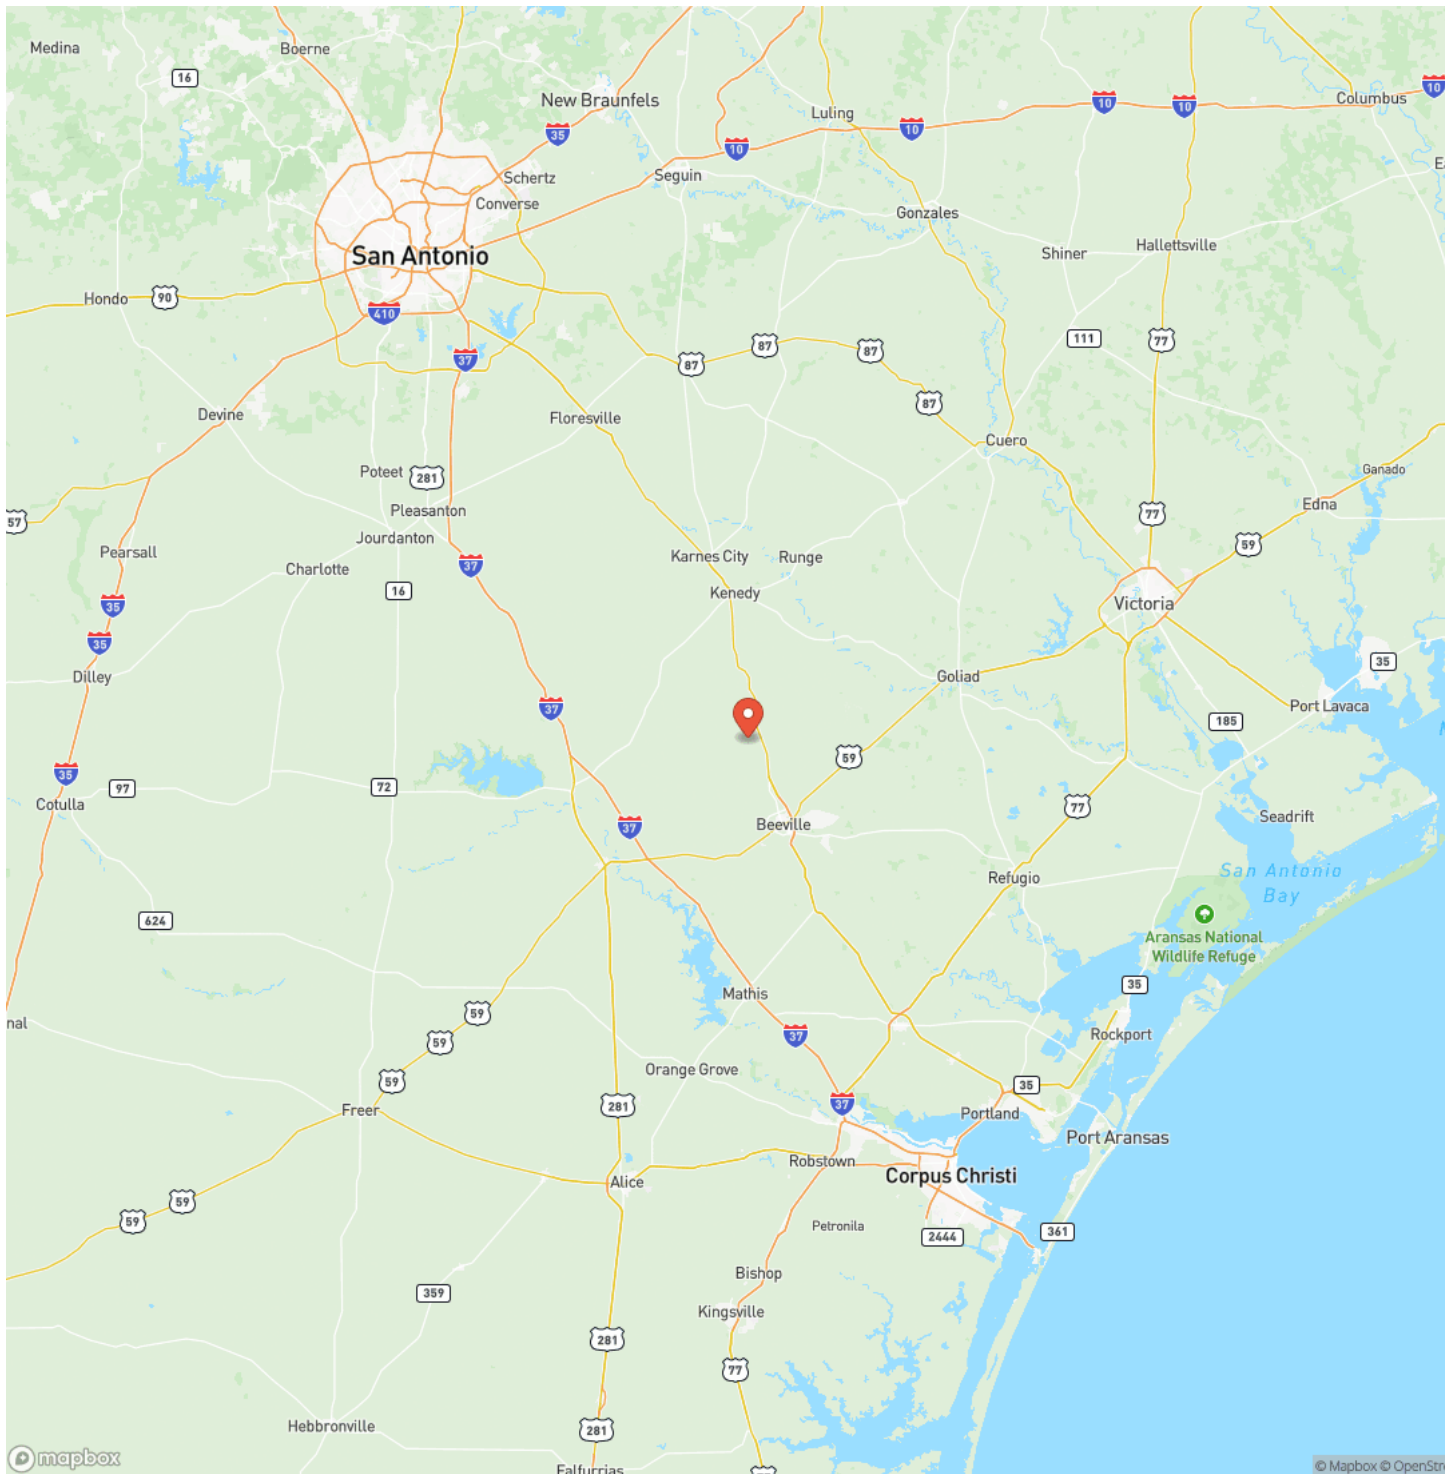 Medina
Boerne
16
New Braunfels
35
Luling
10
10
10
10
Columbus
10
Schertz
Seguin
Converse
Gonzales
San Antonio
Shiner
Hallettsville
Hondo
90
410
37
87
87
87
111
77
87
Devine
Floresville
Cuero
Poteet
281
Ganado
Pleasanton
Edna
57
77
Jourdanton
Pearsall
Karnes City
Runge
59
Charlotte
37
16
Kenedy
35
Victoria
35
Dilley
Goliad
35
37
Port Lavaca
185
59
35
97
72
Cotulla
77
37
Beeville
Seadrift
San Antonio
Bay
Refugio
624
Aransas National
Wildlife Refuge
Mathis
35
59
nal
37
Rockport
59
Orange Grove
59
35
281
37
Freer
Portland
Port Aransas
Robstown
Corpus Christi
Alice
59
59
Petronila
2444
361
Bishop
359
Kingsville
281
77
Hebbronville
281
mapbox
Falfurrias
© Mapbox © OpenStr